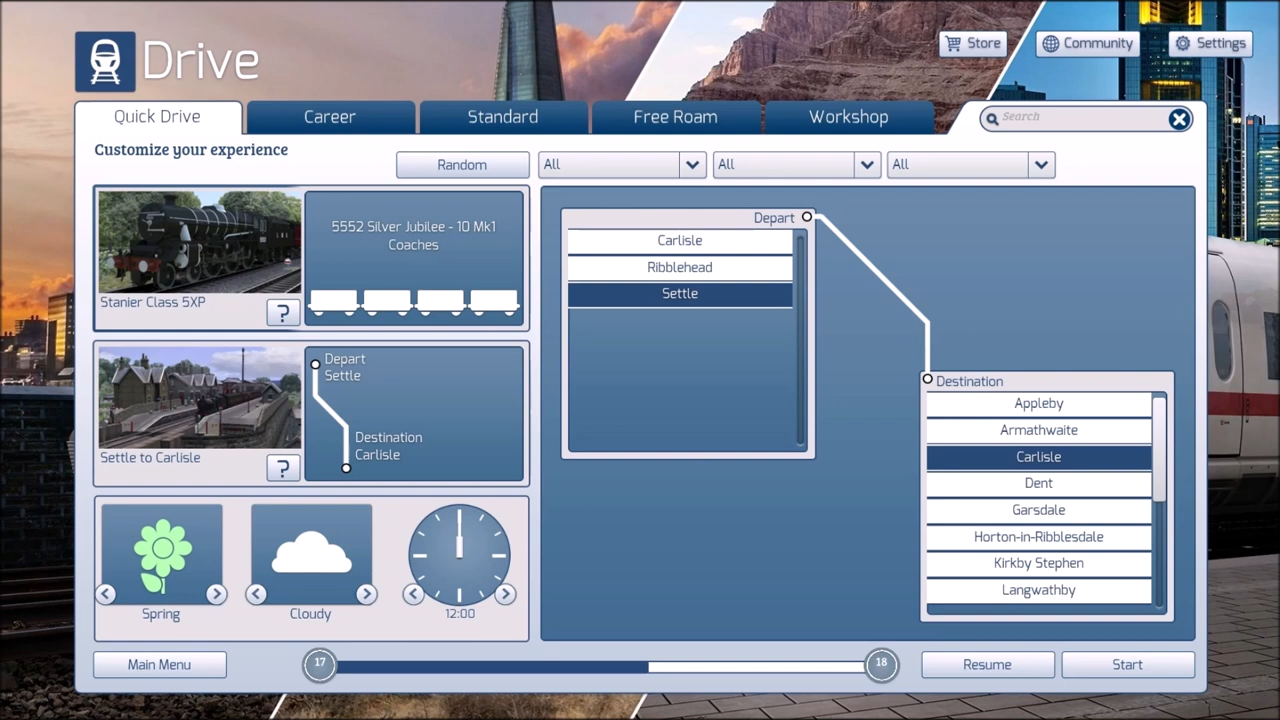 Drive
Store
Community
Settings
Quick Drive
Career
Standard
Free Roam
Workshop
Search
Customize your experience
Random
All
All
All
5552 Silver Jubilee - 10 Mk1
Coaches
Stanier Class 5XP
?
Depart
Settle
Destination
Carlisle
Settle to Carlisle
?
Spring
Cloudy
12:00
Depart
Carlisle
Ribblehead
Settle
Destination
Appleby
Armathwaite
Carlisle
Dent
Garsdale
Horton-in-Ribblesdale
Kirkby Stephen
Langwathby
Main Menu
17
18
Resume
Start